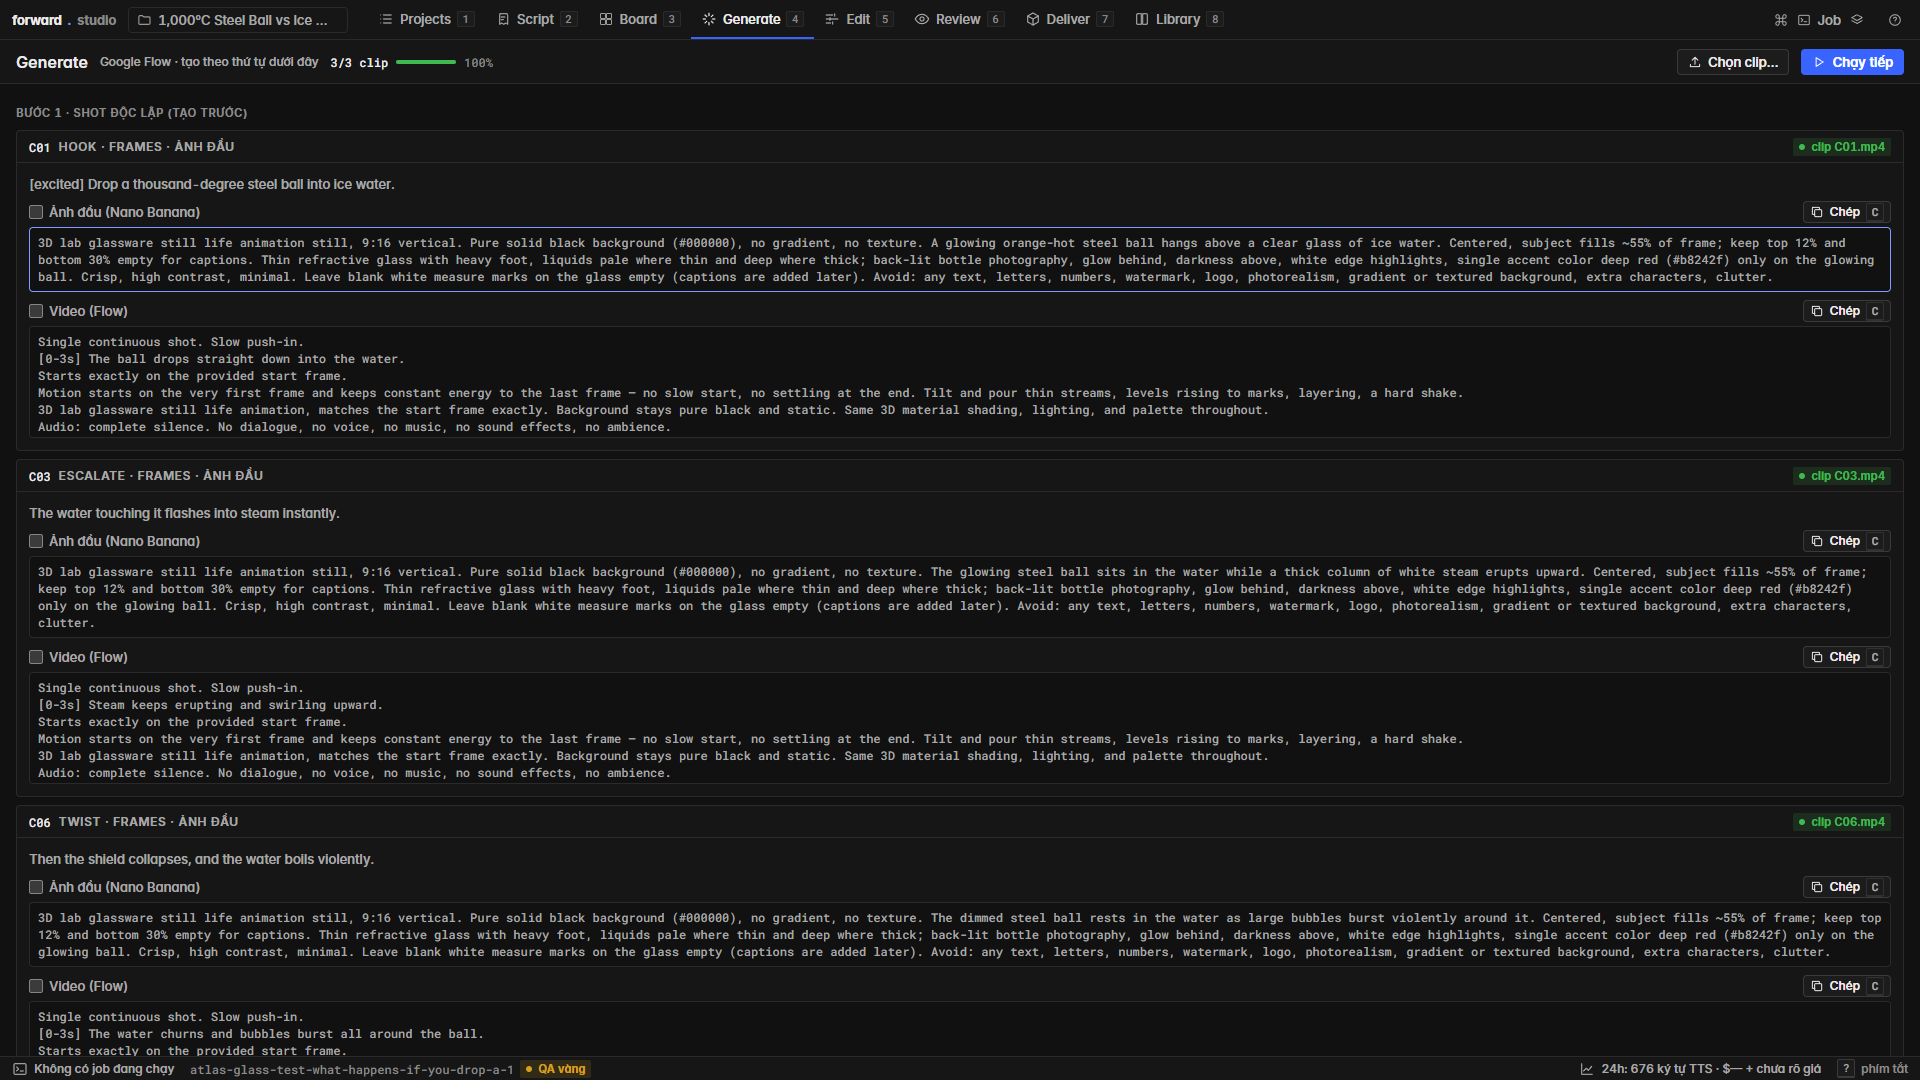 forward . studio
1,000°C Steel Ball vs Ice ...
Projects 1
Script 2
Board 3
Generate 4
Edit 5
Review 6
Deliver 7
Library 8
Job
Generate
Google Flow · tạo theo thứ tự dưới đây
3/3 clip
100%
Chọn clip...
Chạy tiếp
BƯỚC 1 · SHOT ĐỘC LẬP (TẠO TRƯỚC)
C01 HOOK · FRAMES · ẢNH ĐẦU
clip C01.mp4
[excited] Drop a thousand-degree steel ball into ice water.
Ảnh đầu (Nano Banana)
Chép C
3D lab glassware still life animation still, 9:16 vertical. Pure solid black background (#000000), no gradient, no texture. A glowing orange-hot steel ball hangs above a clear glass of ice water. Centered, subject fills ~55% of frame; keep top 12% and
bottom 30% empty for captions. Thin refractive glass with heavy foot, liquids pale where thin and deep where thick; back-lit bottle photography, glow behind, darkness above, white edge highlights, single accent color deep red (#b8242f) only on the glowing
ball. Crisp, high contrast, minimal. Leave blank white measure marks on the glass empty (captions are added later). Avoid: any text, letters, numbers, watermark, logo, photorealism, gradient or textured background, extra characters, clutter.
Video (Flow)
Chép C
Single continuous shot. Slow push-in.
[0-3s] The ball drops straight down into the water.
Starts exactly on the provided start frame.
Motion starts on the very first frame and keeps constant energy to the last frame — no slow start, no settling at the end. Tilt and pour thin streams, levels rising to marks, layering, a hard shake.
3D lab glassware still life animation, matches the start frame exactly. Background stays pure black and static. Same 3D material shading, lighting, and palette throughout.
Audio: complete silence. No dialogue, no voice, no music, no sound effects, no ambience.
C03 ESCALATE · FRAMES · ẢNH ĐẦU
clip C03.mp4
The water touching it flashes into steam instantly.
Ảnh đầu (Nano Banana)
Chép C
3D lab glassware still life animation still, 9:16 vertical. Pure solid black background (#000000), no gradient, no texture. The glowing steel ball sits in the water while a thick column of white steam erupts upward. Centered, subject fills ~55% of frame;
keep top 12% and bottom 30% empty for captions. Thin refractive glass with heavy foot, liquids pale where thin and deep where thick; back-lit bottle photography, glow behind, darkness above, white edge highlights, single accent color deep red (#b8242f)
only on the glowing ball. Crisp, high contrast, minimal. Leave blank white measure marks on the glass empty (captions are added later). Avoid: any text, letters, numbers, watermark, logo, photorealism, gradient or textured background, extra characters,
clutter.
Video (Flow)
Chép C
Single continuous shot. Slow push-in.
[0-3s] Steam keeps erupting and swirling upward.
Starts exactly on the provided start frame.
Motion starts on the very first frame and keeps constant energy to the last frame — no slow start, no settling at the end. Tilt and pour thin streams, levels rising to marks, layering, a hard shake.
3D lab glassware still life animation, matches the start frame exactly. Background stays pure black and static. Same 3D material shading, lighting, and palette throughout.
Audio: complete silence. No dialogue, no voice, no music, no sound effects, no ambience.
C06 TWIST · FRAMES · ẢNH ĐẦU
clip C06.mp4
Then the shield collapses, and the water boils violently.
Ảnh đầu (Nano Banana)
Chép C
3D lab glassware still life animation still, 9:16 vertical. Pure solid black background (#000000), no gradient, no texture. The dimmed steel ball rests in the water as large bubbles burst violently around it. Centered, subject fills ~55% of frame; keep top
12% and bottom 30% empty for captions. Thin refractive glass with heavy foot, liquids pale where thin and deep where thick; back-lit bottle photography, glow behind, darkness above, white edge highlights, single accent color deep red (#b8242f) only on the
glowing ball. Crisp, high contrast, minimal. Leave blank white measure marks on the glass empty (captions are added later). Avoid: any text, letters, numbers, watermark, logo, photorealism, gradient or textured background, extra characters, clutter.
Video (Flow)
Chép C
Single continuous shot. Slow push-in.
[0-3s] The water churns and bubbles burst all around the ball.
Starts exactly on the provided start frame.
Không có job đang chạy
atlas-glass-test-what-happens-if-you-drop-a-1
QA vàng
24h: 676 ký tự TTS · $— + chưa rõ giá
? phím tắt